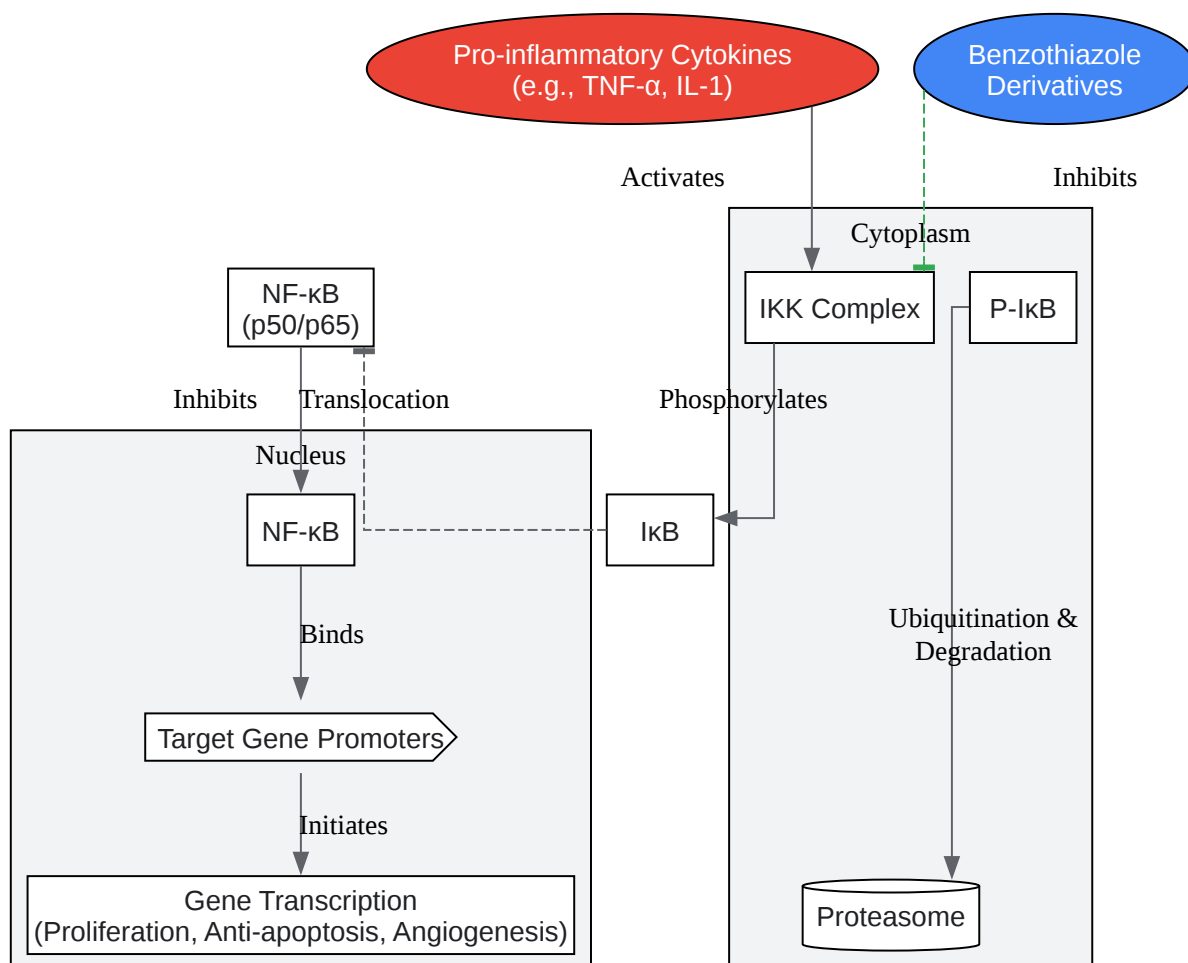 Pro-inflammatory Cytokines
(e.g., TNF-α, IL-1)
Benzothiazole
Derivatives
Activates
Inhibits
Cytoplasm
NF-κB
(p50/p65)
IKK Complex
P-IκB
Inhibits
Translocation
Phosphorylates
Nucleus
NF-κB
IκB
Binds
Ubiquitination &
Degradation
Target Gene Promoters
Initiates
Gene Transcription
(Proliferation, Anti-apoptosis, Angiogenesis)
Proteasome